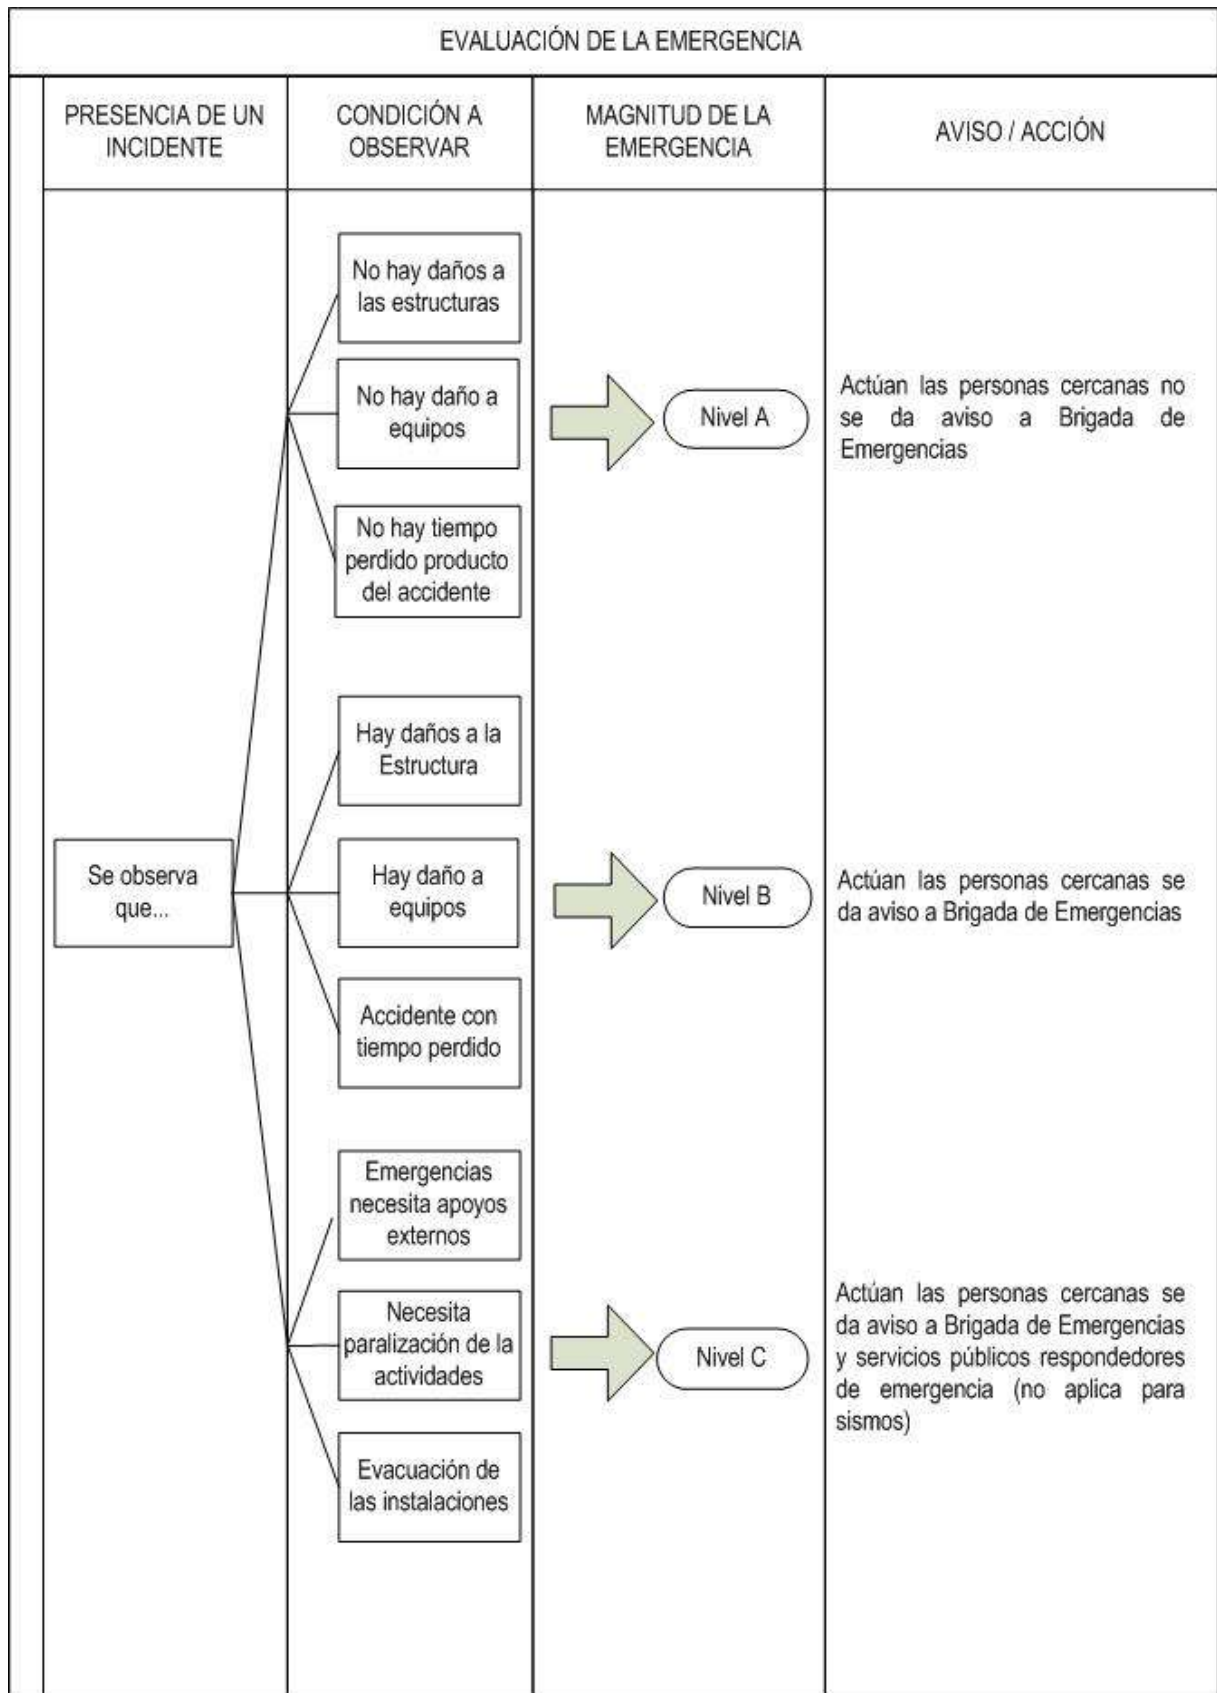 EVALUACIÓN DE LA EMERGENCIA
PRESENCIA DE UN
INCIDENTE
CONDICIÓN A
OBSERVAR
MAGNITUD DE LA
EMERGENCIA
AVISO / ACCIÓN
No hay daños a
las estructuras
No hay daño a
equipos
No hay tiempo
perdido producto
del accidente
Nivel A
Actúan las personas cercanas no
se da aviso a Brigada de
Emergencias
Se observa
que...
Hay daños a la
Estructura
Hay daño a
equipos
Accidente con
tiempo perdido
Nivel B
Actúan las personas cercanas se
da aviso a Brigada de Emergencias
Emergencias
necesita apoyos
externos
Necesita
paralización de la
actividades
Evacuación de
las instalaciones
Nivel C
Actúan las personas cercanas se
da aviso a Brigada de Emergencias
y servicios públicos respondedores
de emergencia (no aplica para
sismos)